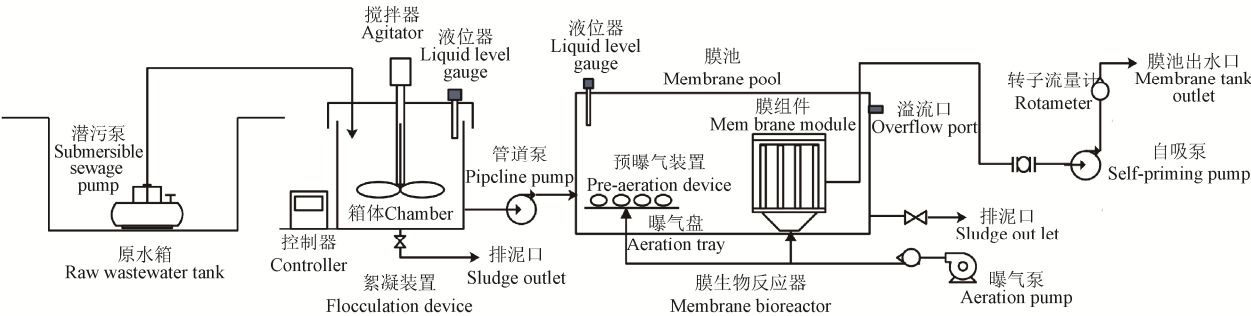 搅拌器
Agitator
液位器
Liquid level
gauge
潜污泵
Submersible
sewage
pump
原水箱
Raw wastewater tank
控制器
Controller
箱体Chamber
排泥口
Sludge outlet
絮凝装置
Flocculation device
管道泵
Pipcline pump
液位器
Liquid level
gauge
膜池
Membrane pool
膜组件
Mem brane module
溢流口
Overflow port
预曝气装置
Pre-aeration device
曝气盘
Aeration tray
膜生物反应器
Membrane bioreactor
转子流量计
Rotameter
膜池出水口
Membrane tank
outlet
自吸泵
Self-priming pump
排泥口
Sludge out let
曝气泵
Aeration pump